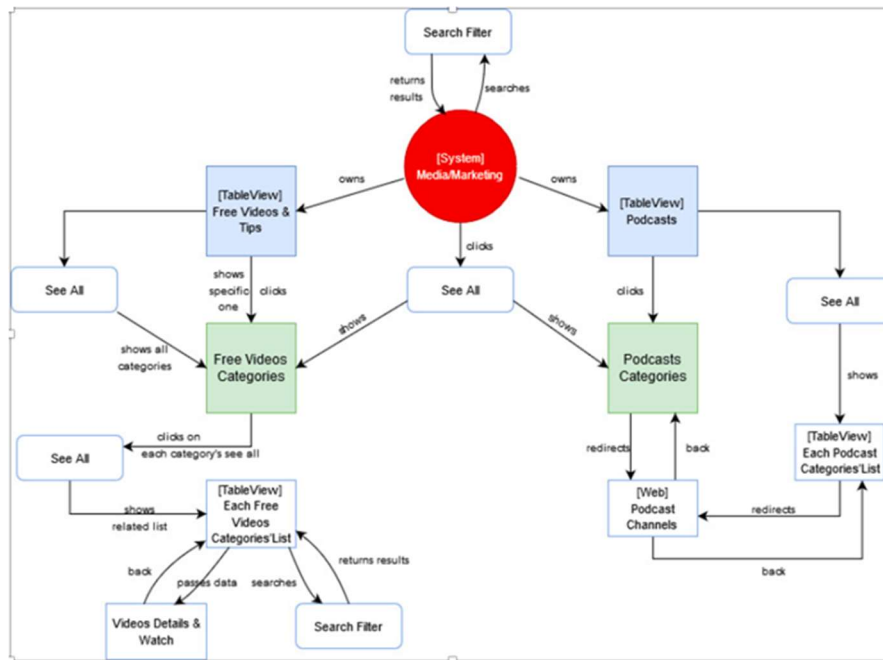 Search Filter
returns
results
searches
[System]
Media/Marketing
owns
owns
[TableView]
Free Videos &
Tips
[TableView]
Podcasts
clicks
See All
shows
specific
one
clicks
See All
clicks
See All
shows all
categories
shows
shows
Free Videos
Categories
Podcasts
Categories
shows
clicks on
each category's see all
See All
redirects
back
[TableView]
Each Podcast
Categories'List
shows
related list
[TableView]
Each Free
Videos
Categories'List
[Web]
Podcast
Channels
redirects
back
passes data
searches
returns results
back
Videos Details &
Watch
Search Filter